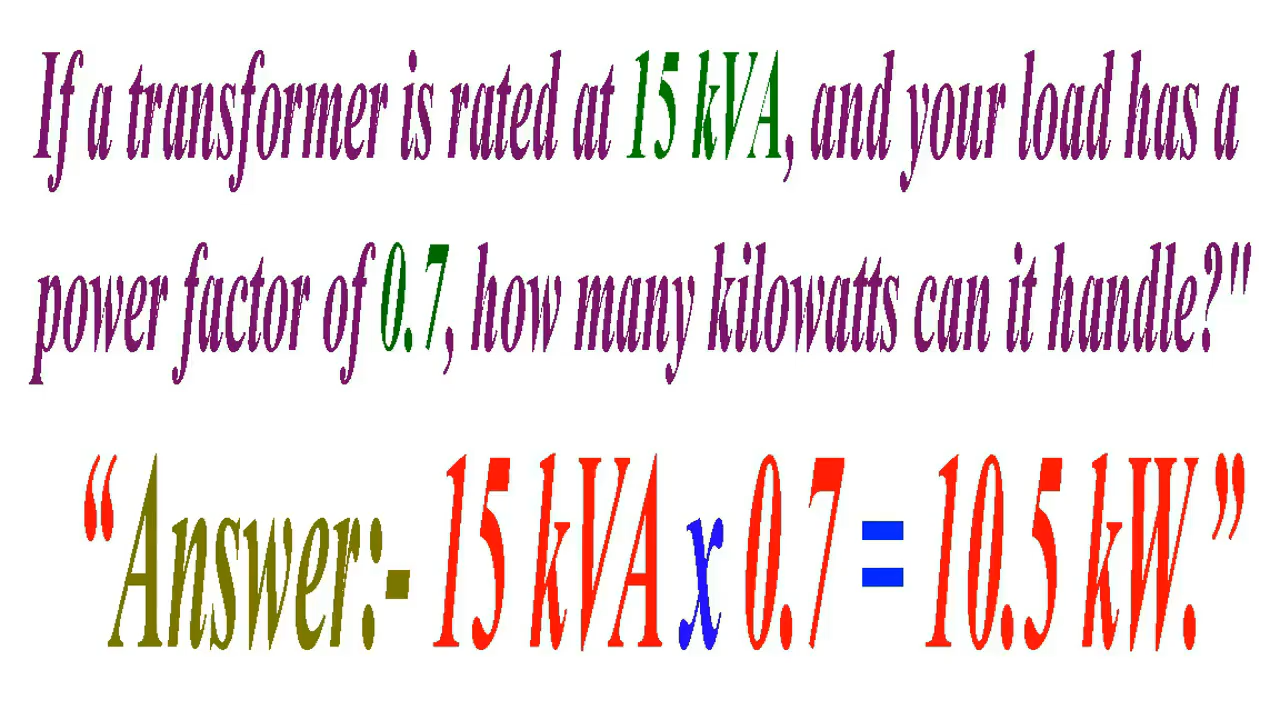 If a transformer is rated at 15 kVA, and your load has a
power factor of 0.7, how many kilowatts can it handle?"
“Answer:- 15 kVA x 0.7 = 10.5 kW.”